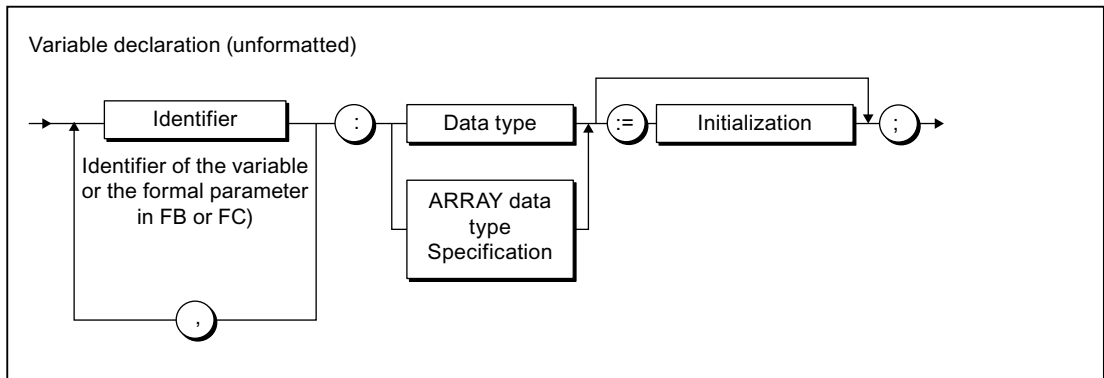 Variable declaration (unformatted)
Identifier
:
Data type
:=
Initialization
;
Identifier of the variable
or the formal parameter
in FB or FC)
ARRAY data
type
Specification
,